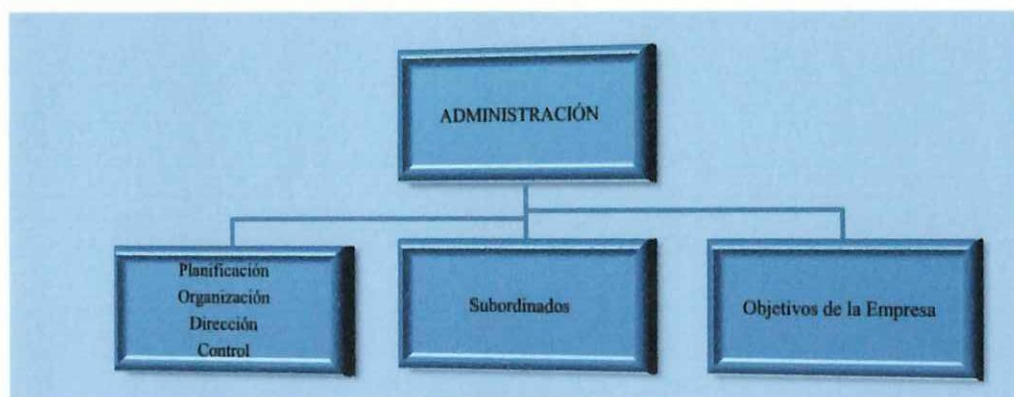 ADMINISTRACIÓN
Planificación
Organización
Dirección
Control
Subordinados
Objetivos de la Empresa